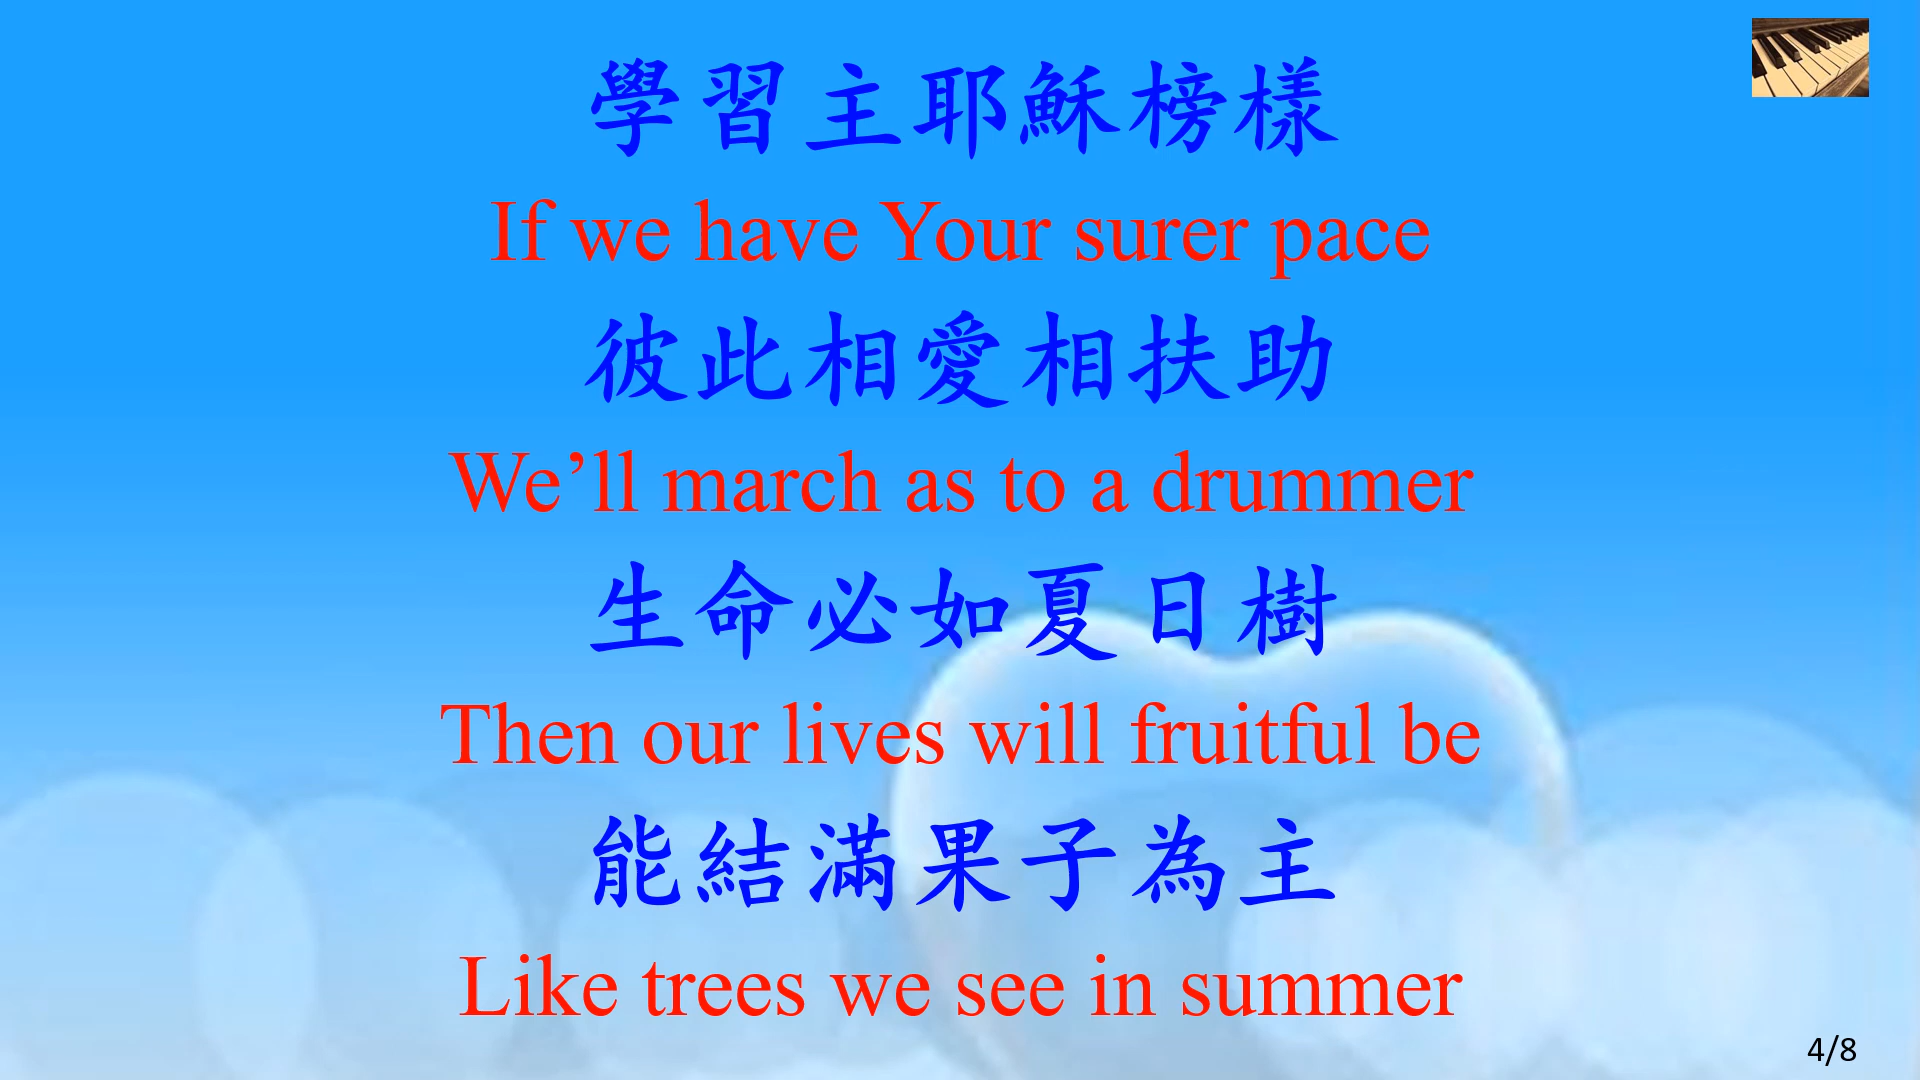 學習主耶穌榜樣
If we have Your surer pace
彼此相愛相扶助
We’ll march as to a drummer
生命必如夏日樹
Then our lives will fruitful be
能結滿果子為主
Like trees we see in summer
4/8